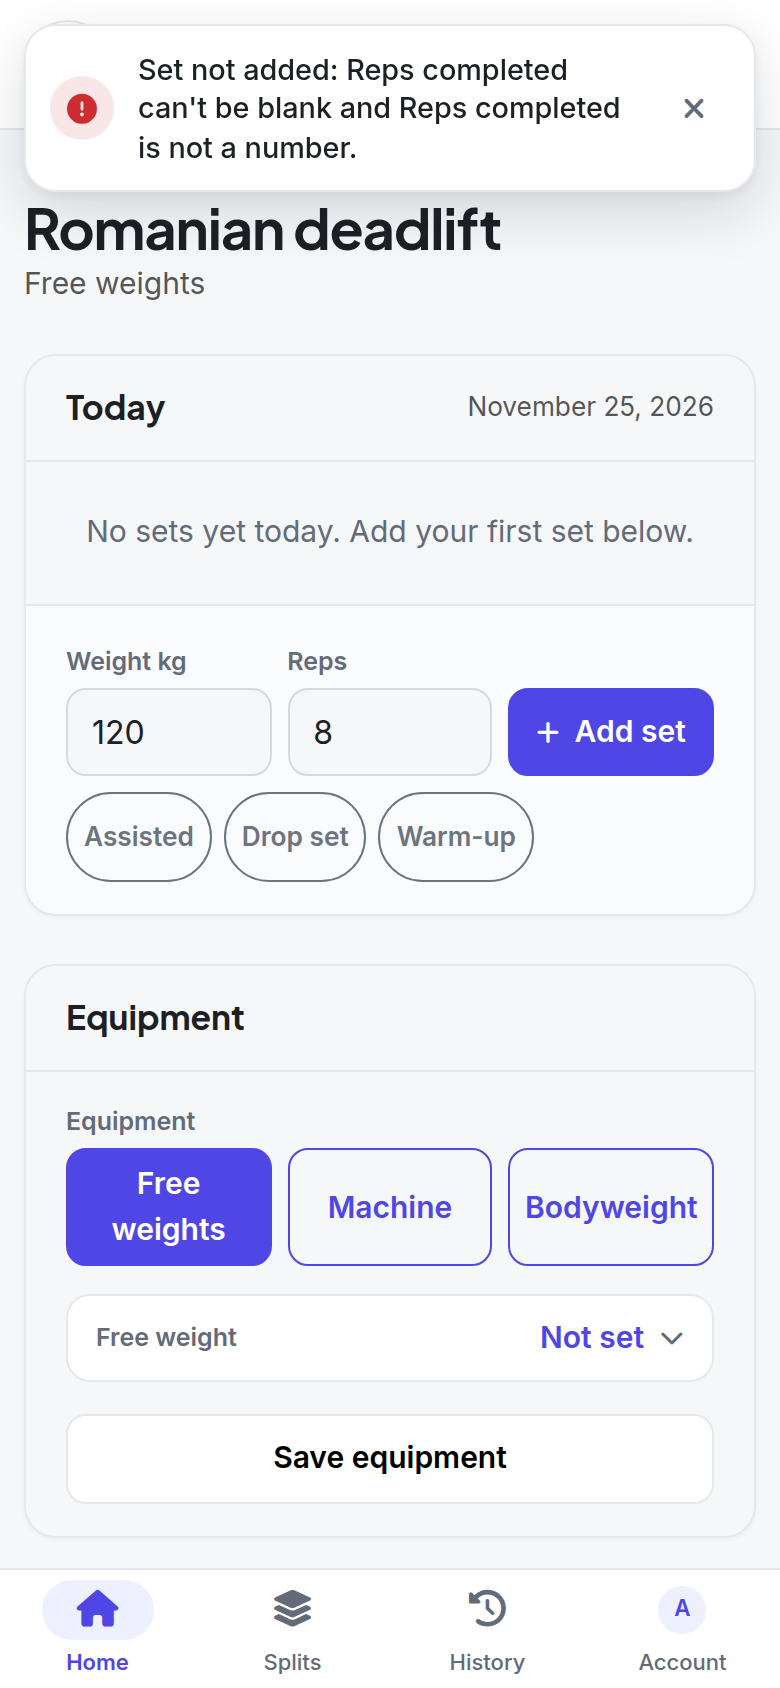 Set not added: Reps completed
can't be blank and Reps completed
is not a number.
Romanian deadlift
Free weights
Today
November 25, 2026
No sets yet today. Add your first set below.
Weight kg
Reps
120
8
Add set
Assisted
Drop set
Warm-up
Equipment
Equipment
Free
weights
Machine
Bodyweight
Free weight
Not set
Save equipment
Home
Splits
History
A
Account